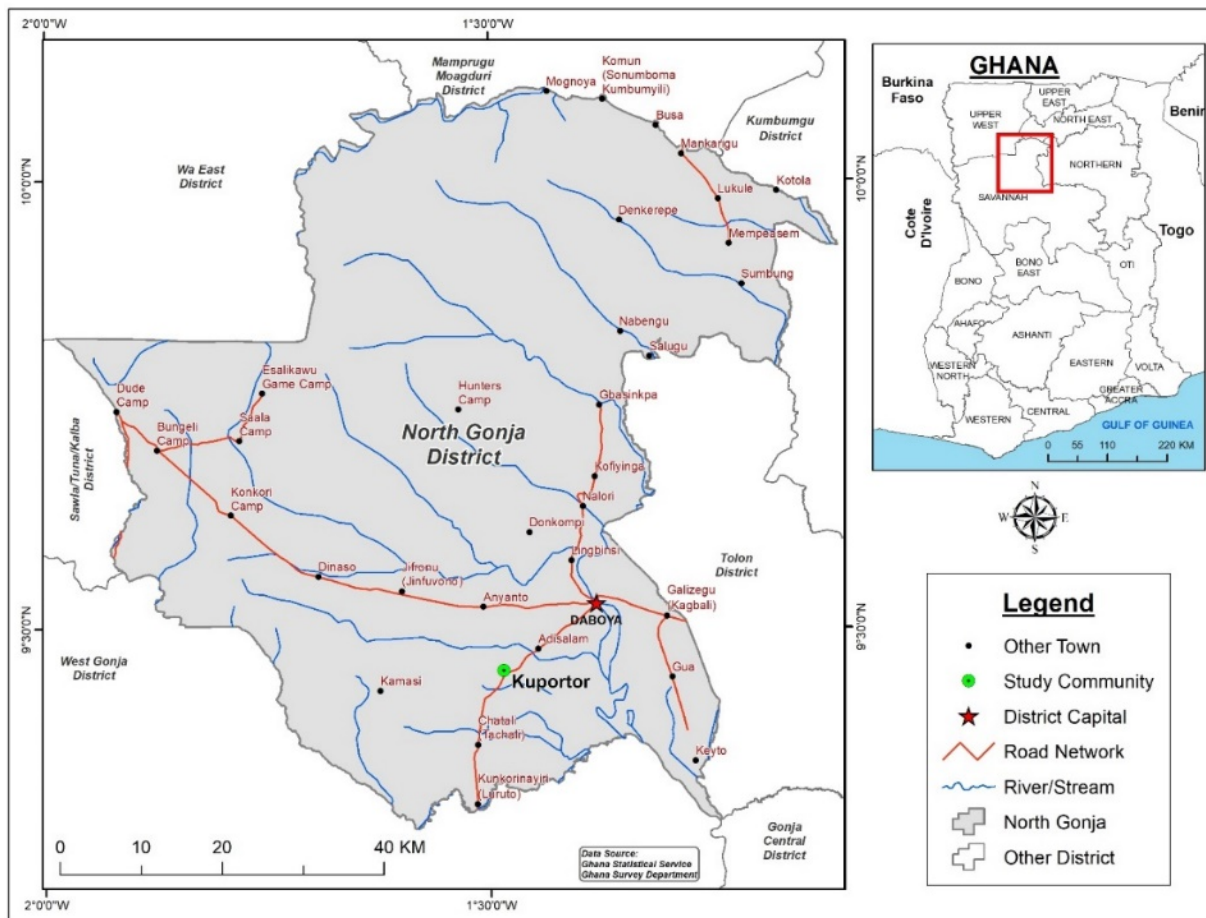 2°0'0"W
1°30'0"W
10°0'0"N
9°30'0"N
Mamprugu
Moagduri
District
Mognoya
Komun
(Sonumboma
Kumbumyili)
Busa
Kumbumgu
District
Mankarigu
Wa East
District
Kotola
Lukule
Denkerepe
Mempeasem
Sumbung
Nabengu
Salugu
Esalikawu
Game Camp
Dude
Camp
Hunters
Camp
Gbasinkpa
Saala
Camp
Bungeli
Camp
North Gonja
District
Sawla/Tuna/Kalba
District
Kofiyinga
Konkori
Camp
Nalori
Donkompi
Lingbinsi
Tolon
District
Dinaso
Jifronu
(Jinfuvono)
Anyanto
Galizegu
(Kagbali)
DABOYA
Adisalam
West Gonja
District
Gua
Kamasi
Kuportor
Chatali
(Tachali)
Keyto
Kunkorinayiri
(Luruto)
Gonja
Central
District
0 10 20 40 KM
Data Source:
Ghana Statistical Service
Ghana Survey Department
2°0'0"W
1°30'0"W
10°0'0"N
9°30'0"N
GHANA
Burkina
Faso
Benin
UPPER
EAST
UPPER
WEST
NORTH EAST
NORTHERN
SAVANNAH
Cote
D'Ivoire
Togo
BONO
EAST
OTI
BONO
AHAFO
ASHANTI
EASTERN
VOLTA
WESTERN
NORTH
GREATER
ACCRA
CENTRAL
WESTERN
GULF OF GUINEA
0 55 110 220 KM
N
W E
S
Legend
Other Town
Study Community
District Capital
Road Network
River/Stream
North Gonja
Other District